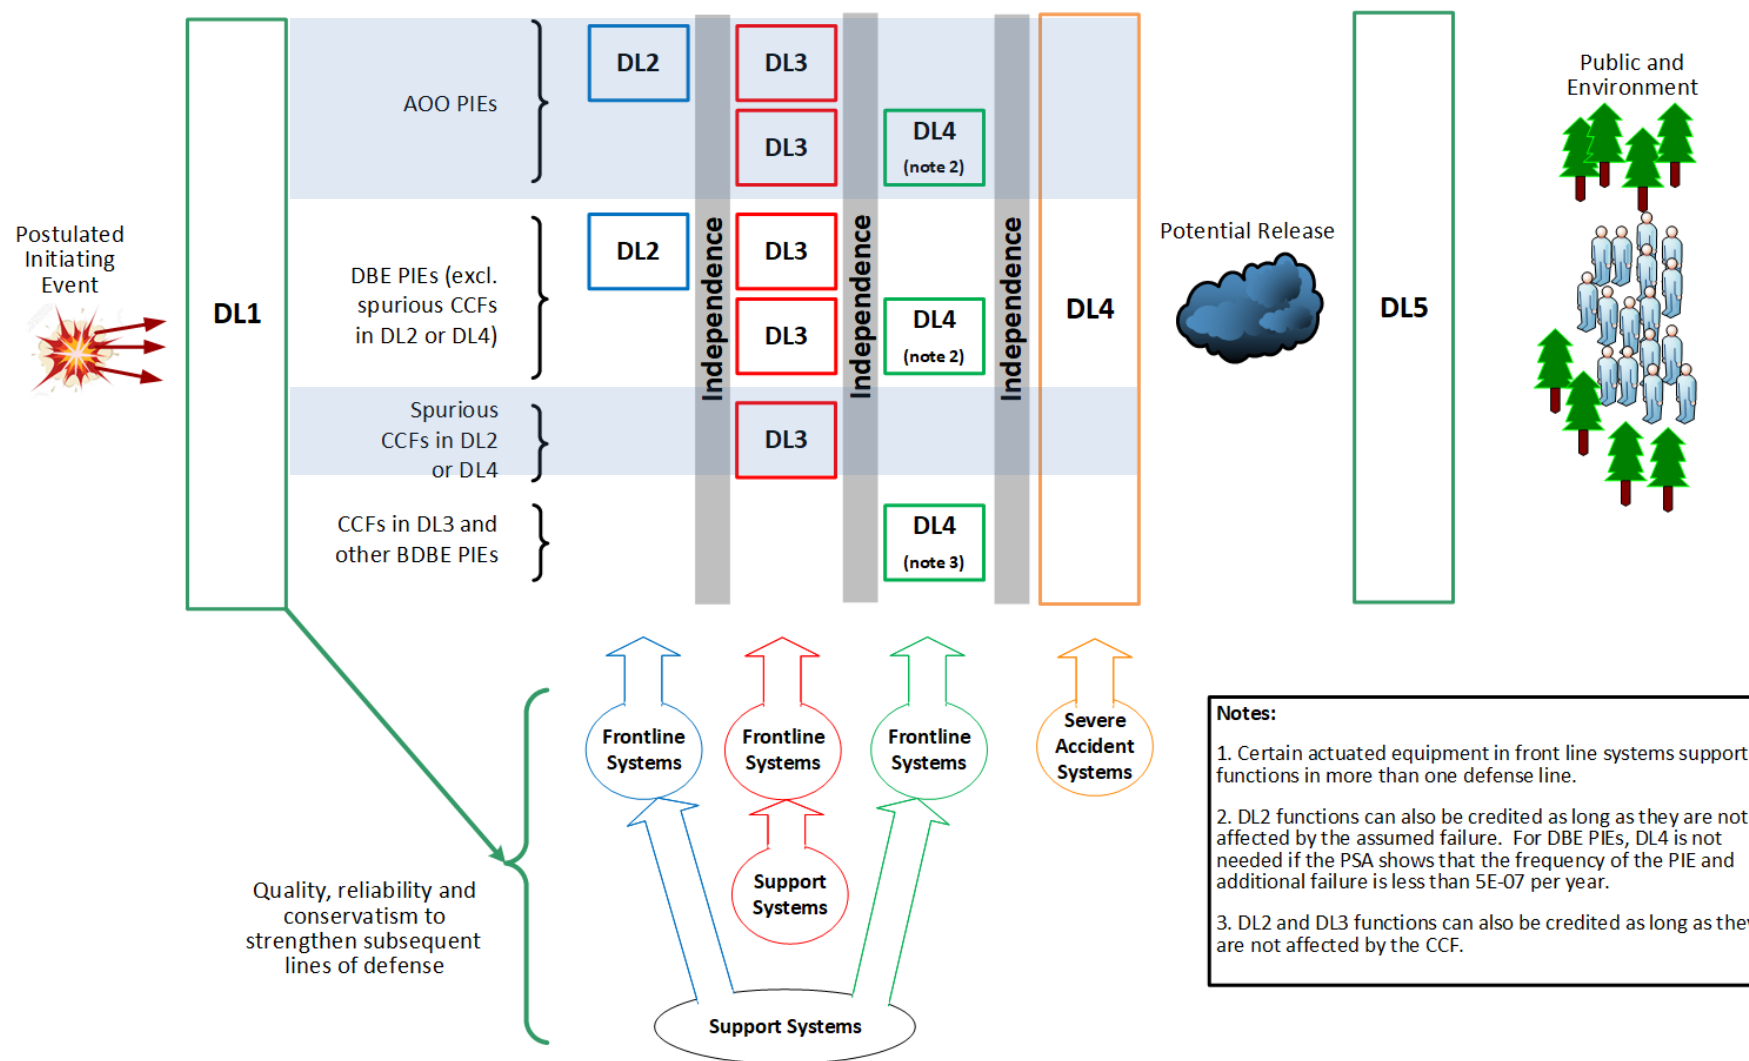 Postulated
Initiating
Event
DL1
AOO PIEs
DL2
DL3
DL3
DL4
(note 2)
DBE PIEs (excl.
spurious CCFs
in DL2 or DL4)
DL2
DL3
DL3
DL4
(note 2)
Spurious
CCFs in DL2
or DL4
DL3
CCFs in DL3 and
other BDBE PIEs
DL4
(note 3)
Independence
Independence
Independence
DL4
Potential Release
DL5
Public and
Environment
Frontline
Systems
Frontline
Systems
Frontline
Systems
Severe
Accident
Systems
Support
Systems
Support Systems
Quality, reliability and
conservatism to
strengthen subsequent
lines of defense
Notes:
1. Certain actuated equipment in front line systems support
functions in more than one defense line.
2. DL2 functions can also be credited as long as they are not
affected by the assumed failure. For DBE PIEs, DL4 is not
needed if the PSA shows that the frequency of the PIE and
additional failure is less than 5E-07 per year.
3. DL2 and DL3 functions can also be credited as long as they
are not affected by the CCF.